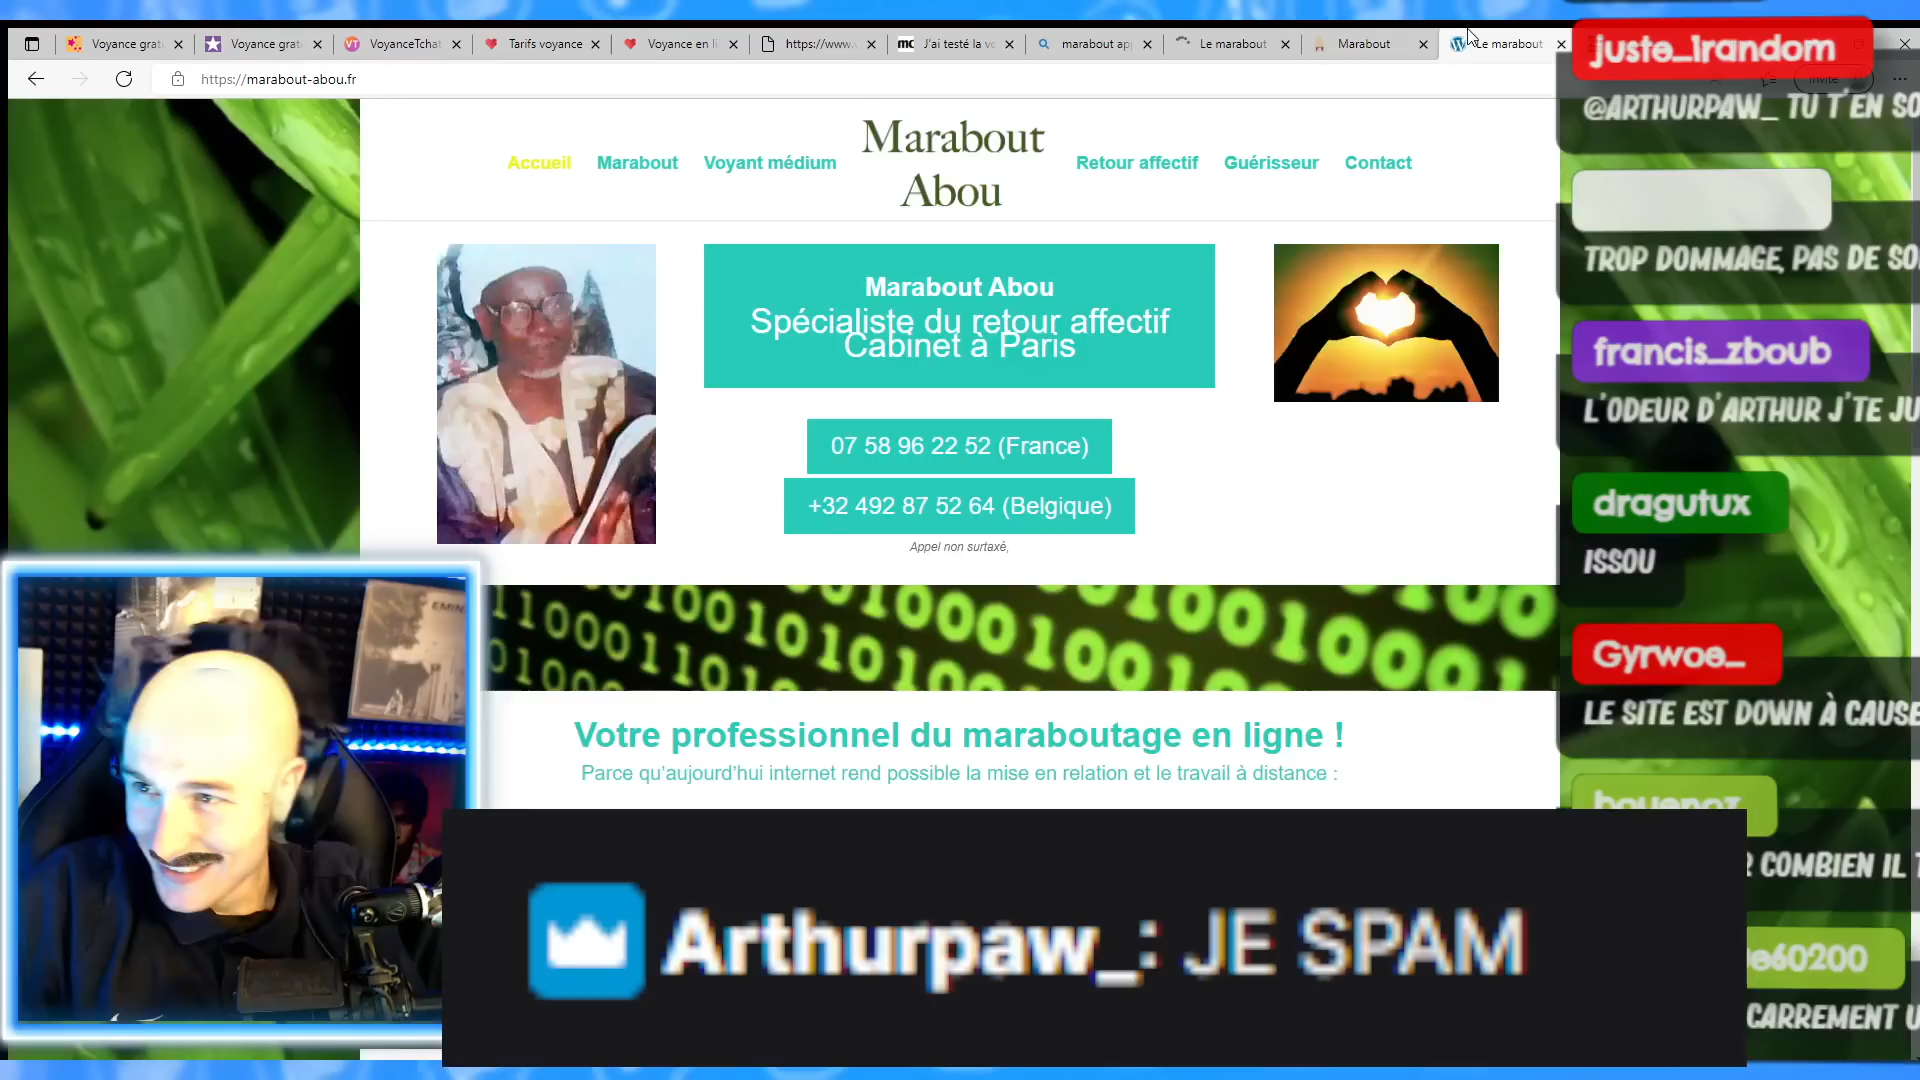 Voyance grat
Voyance grat
VoyanceTchat
Tarifs voyance
Voyance en li
https://www.
mc J'ai testé la vo
marabout ap
Le marabout
Marabout
Le marabout
https://marabout-abou.fr
Invité
Accueil
Marabout
Voyant médium
Marabout
Abou
Retour affectif
Guérisseur
Contact
Marabout Abou
Spécialiste du retour affectif
Cabinet à Paris
07 58 96 22 52 (France)
+32 492 87 52 64 (Belgique)
Appel non surtaxé,
Votre professionnel du maraboutage en ligne !
Parce qu’aujourd’hui internet rend possible la mise en relation et le travail à distance :
EMIN
Arthurpaw_: JE SPAM
juste_1random
@ARTHURPAW_ TU T'EN SO
TROP DOMMAGE, PAS DE SO
francis_zboub
L'ODEUR D'ARTHUR J'TE JU
dragutux
ISSOU
Gyrwoe_
LE SITE EST DOWN À CAUSE
COMBIEN IL T
e60200
CARREMENT U